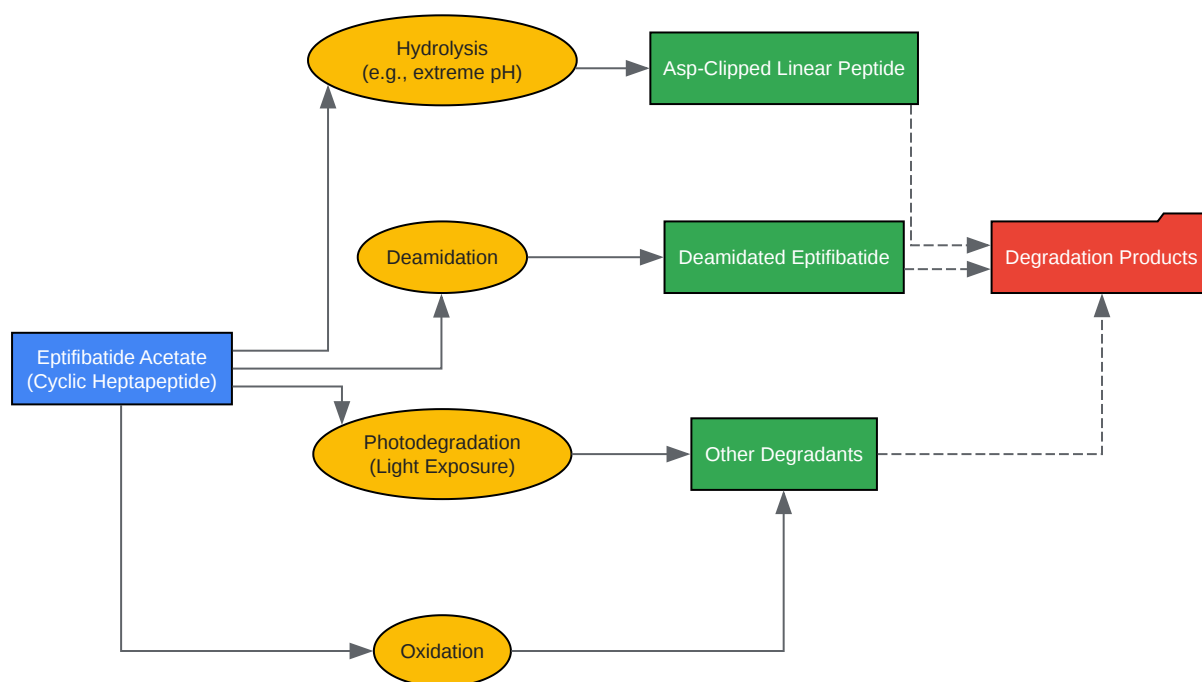 Hydrolysis
(e.g., extreme pH)
Asp-Clipped Linear Peptide
Deamidation
Deamidated Eptifibatide
Degradation Products
Eptifibatide Acetate
(Cyclic Heptapeptide)
Photodegradation
(Light Exposure)
Other Degradants
Oxidation